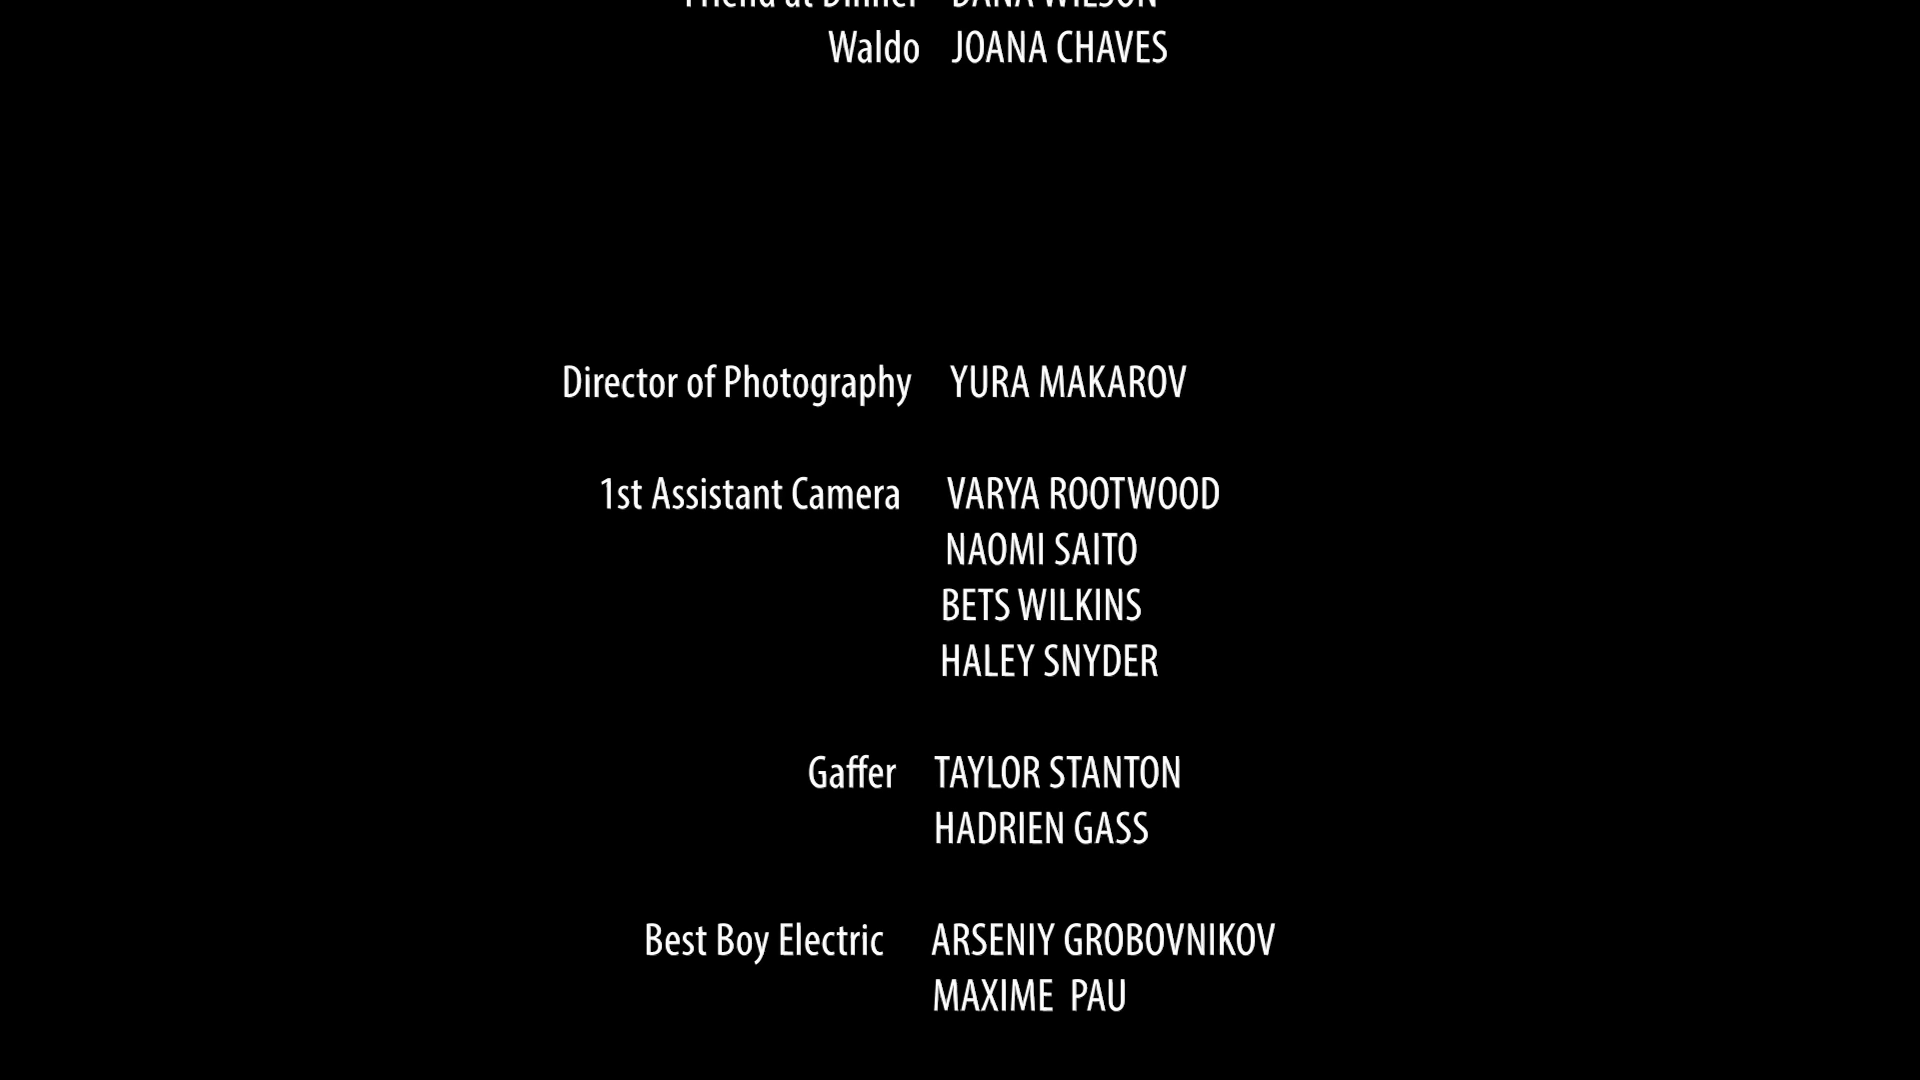 Friend at Dinner DANA WILSON
Waldo JOANA CHAVES
Director of Photography YURA MAKAROV
1st Assistant Camera VARYA ROOTWOOD
NAOMI SAITO
BETS WILKINS
HALEY SNYDER
Gaffer TAYLOR STANTON
HADRIEN GASS
Best Boy Electric ARSENIY GROBOVNIKOV
MAXIME PAU